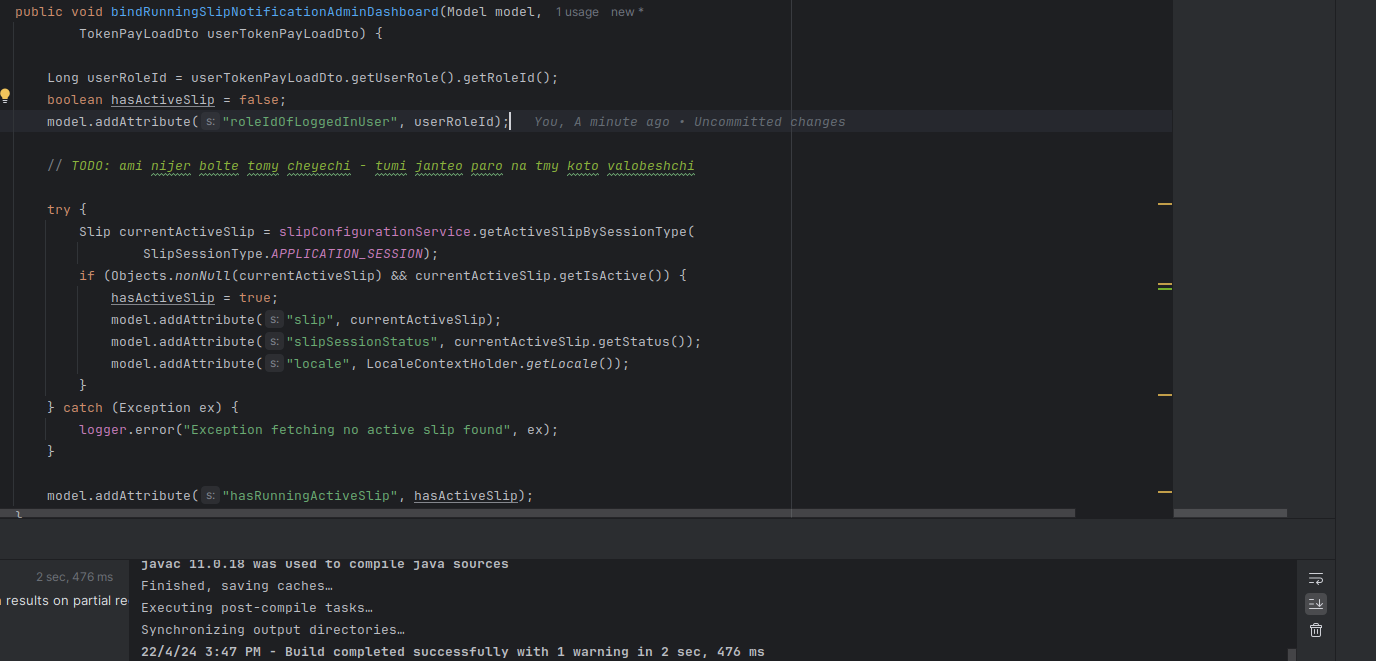 public void bindRunningSlipNotificationAdminDashboard(Model model, 1 usage new *
TokenPayLoadDto userTokenPayLoadDto) {
Long userRoleId = userTokenPayLoadDto.getUserRole().getRoleId();
boolean hasActiveSlip = false;
model.addAttribute( s: "roleIdOfLoggedInUser", userRoleId); You, A minute ago • Uncommitted changes
// TODO: ami nijer bolte tomy cheyechi - tumi janteo paro na tmy koto valobeshchi
try {
Slip currentActiveSlip = slipConfigurationService.getActiveSlipBySessionType(
SlipSessionType.APPLICATION_SESSION);
if (Objects.nonNull(currentActiveSlip) && currentActiveSlip.getIsActive()) {
hasActiveSlip = true;
model.addAttribute( s: "slip", currentActiveSlip);
model.addAttribute( s: "slipSessionStatus", currentActiveSlip.getStatus());
model.addAttribute( s: "locale", LocaleContextHolder.getLocale());
}
} catch (Exception ex) {
logger.error("Exception fetching no active slip found", ex);
}
model.addAttribute( s: "hasRunningActiveSlip", hasActiveSlip);
}
2 sec, 476 ms
results on partial re
javac 11.0.18 was used to compile java sources
Finished, saving caches…
Executing post-compile tasks…
Synchronizing output directories…
22/4/24 3:47 PM - Build completed successfully with 1 warning in 2 sec, 476 ms